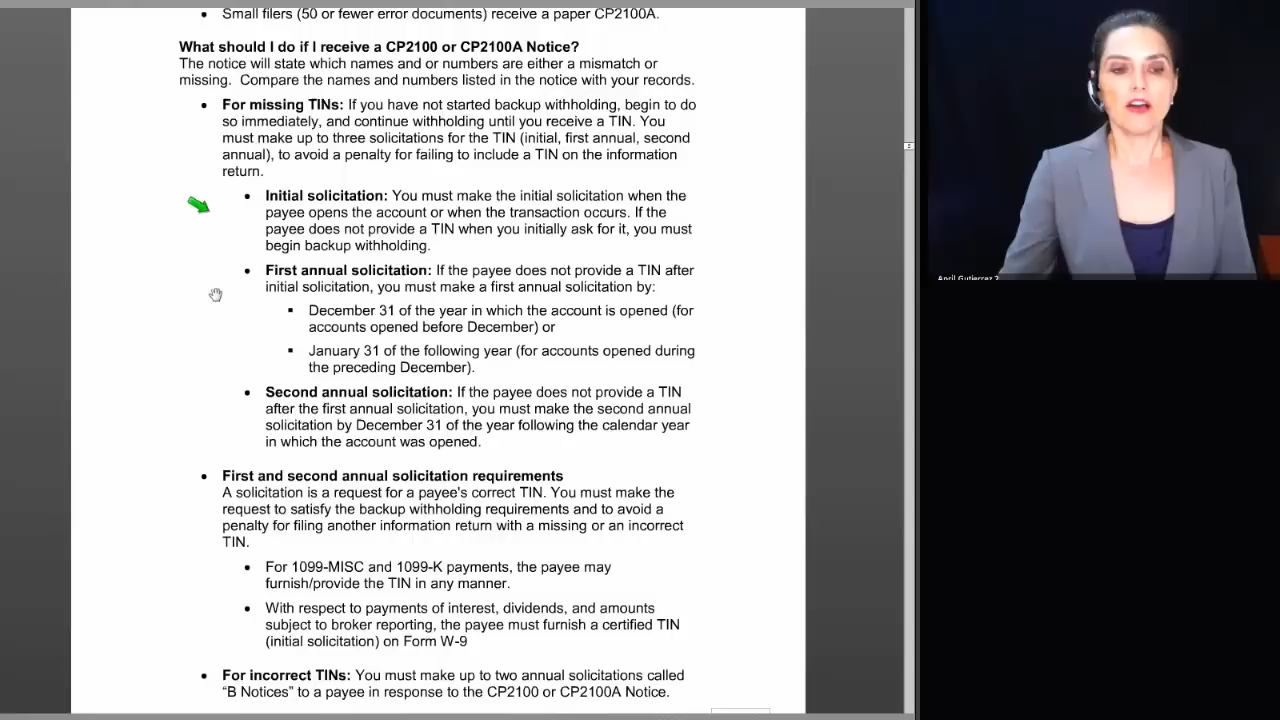 • Small filers (50 or fewer error documents) receive a paper CP2100A.
What should I do if I receive a CP2100 or CP2100A Notice?
The notice will state which names and or numbers are either a mismatch or
missing. Compare the names and numbers listed in the notice with your records.
• For missing TINs: If you have not started backup withholding, begin to do
so immediately, and continue withholding until you receive a TIN. You
must make up to three solicitations for the TIN (initial, first annual, second
annual), to avoid a penalty for failing to include a TIN on the information
return.
• Initial solicitation: You must make the initial solicitation when the
payee opens the account or when the transaction occurs. If the
payee does not provide a TIN when you initially ask for it, you must
begin backup withholding.
• First annual solicitation: If the payee does not provide a TIN after
initial solicitation, you must make a first annual solicitation by:
▪ December 31 of the year in which the account is opened (for
accounts opened before December) or
▪ January 31 of the following year (for accounts opened during
the preceding December).
• Second annual solicitation: If the payee does not provide a TIN
after the first annual solicitation, you must make the second annual
solicitation by December 31 of the year following the calendar year
in which the account was opened.
• First and second annual solicitation requirements
A solicitation is a request for a payee's correct TIN. You must make the
request to satisfy the backup withholding requirements and to avoid a
penalty for filing another information return with a missing or an incorrect
TIN.
• For 1099-MISC and 1099-K payments, the payee may
furnish/provide the TIN in any manner.
• With respect to payments of interest, dividends, and amounts
subject to broker reporting, the payee must furnish a certified TIN
(initial solicitation) on Form W-9
• For incorrect TINs: You must make up to two annual solicitations called
“B Notices” to a payee in response to the CP2100 or CP2100A Notice.
April Gutierrez 2